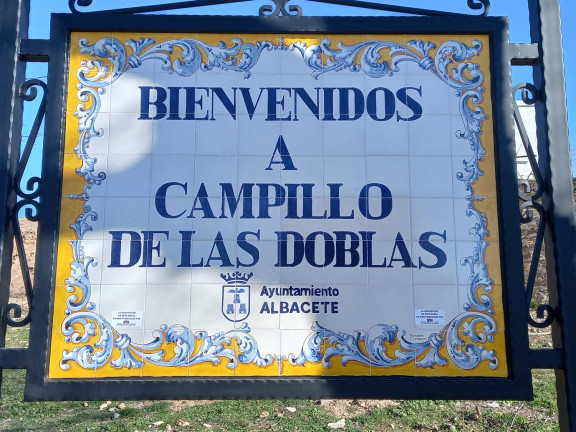 BIENVENIDOS
A
CAMPILLO
DE LAS DOBLAS
Ayuntamiento
ALBACETE